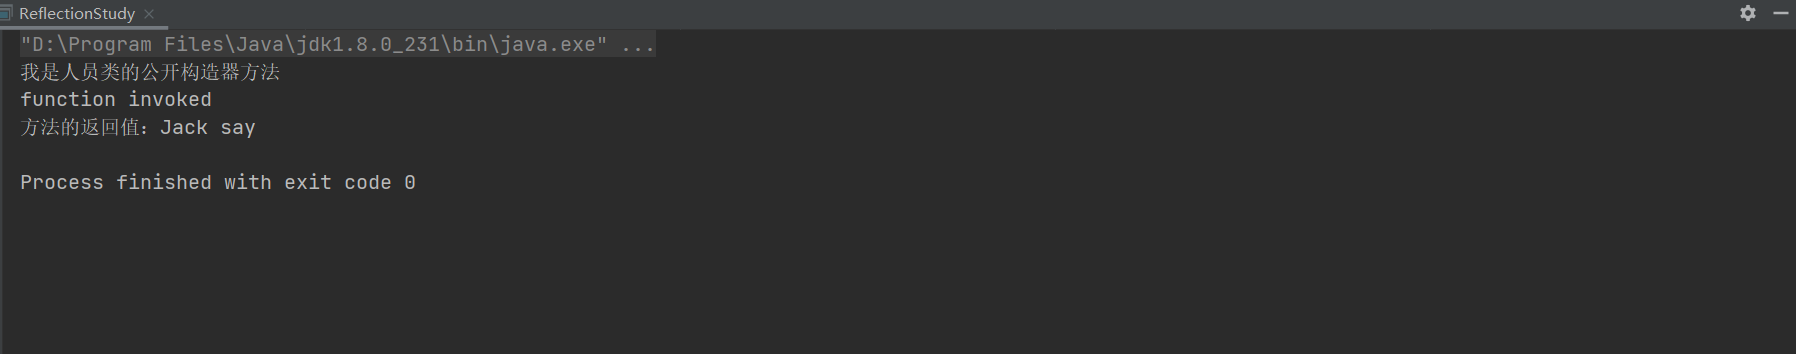 ReflectionStudy
"D:\Program Files\Java\jdk1.8.0_231\bin\java.exe" ...
我是人员类的公开构造器方法
function invoked
方法的返回值：Jack say
Process finished with exit code 0